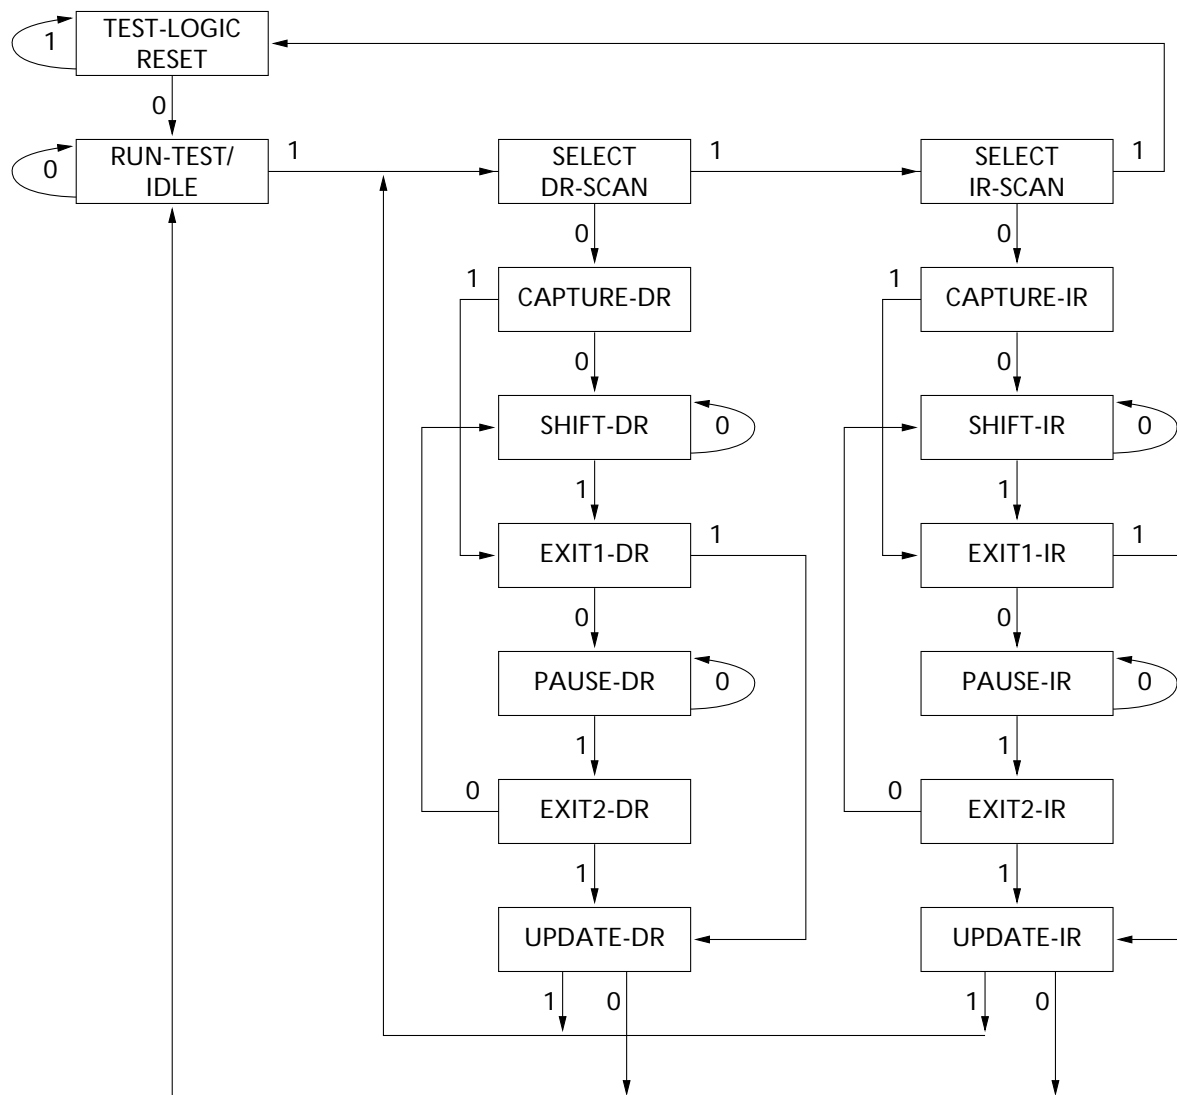 TEST-LOGIC
RESET
1
0
RUN-TEST/
IDLE
0
1
SELECT
DR-SCAN
1
SELECT
IR-SCAN
1
0
0
1
CAPTURE-DR
1
CAPTURE-IR
0
0
SHIFT-DR
0
SHIFT-IR
0
1
1
EXIT1-DR
1
EXIT1-IR
1
0
0
PAUSE-DR
0
PAUSE-IR
0
1
1
0
EXIT2-DR
0
EXIT2-IR
1
1
UPDATE-DR
UPDATE-IR
1
0
1
0